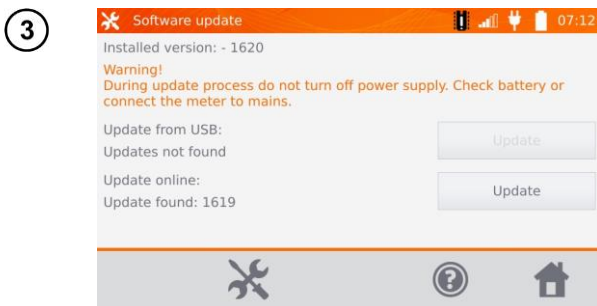 3
Software update
07:12
Installed version: - 1620
Warning!
During update process do not turn off power supply. Check battery or
connect the meter to mains.
Update from USB:
Updates not found
Update
Update online:
Update found: 1619
Update
?